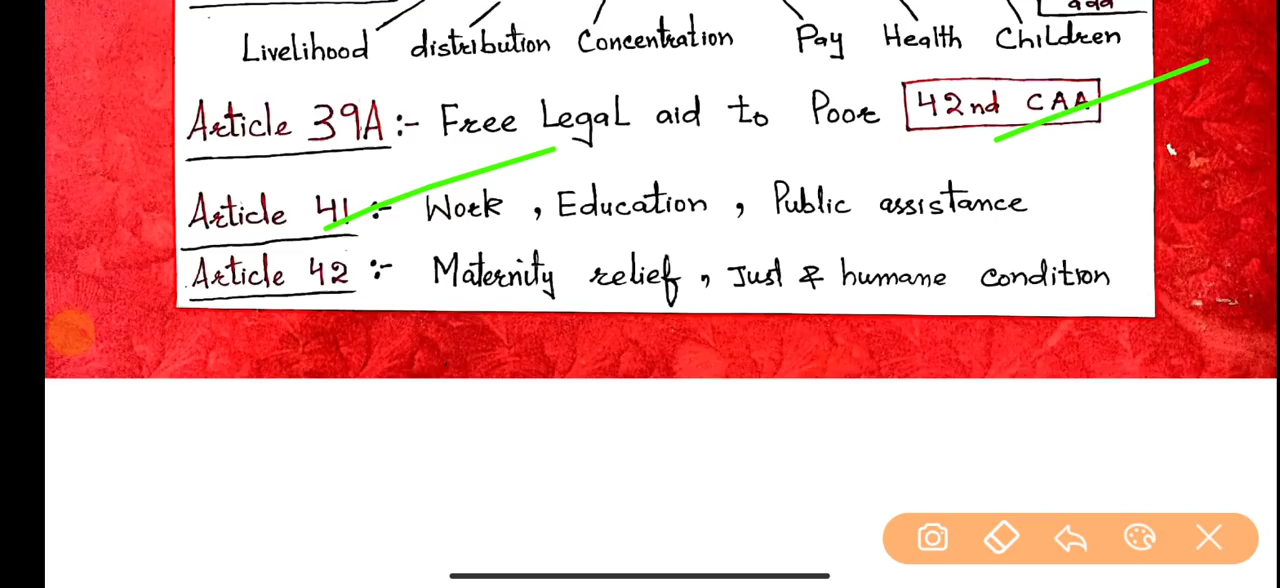 Livelihood distribution Concentration Pay Health Children
Article 39A :- Free Legal aid to Poor 42nd CAA
Article 41 :- Work , Education , Public assistance
Article 42 :- Maternity relief , Just & humane condition